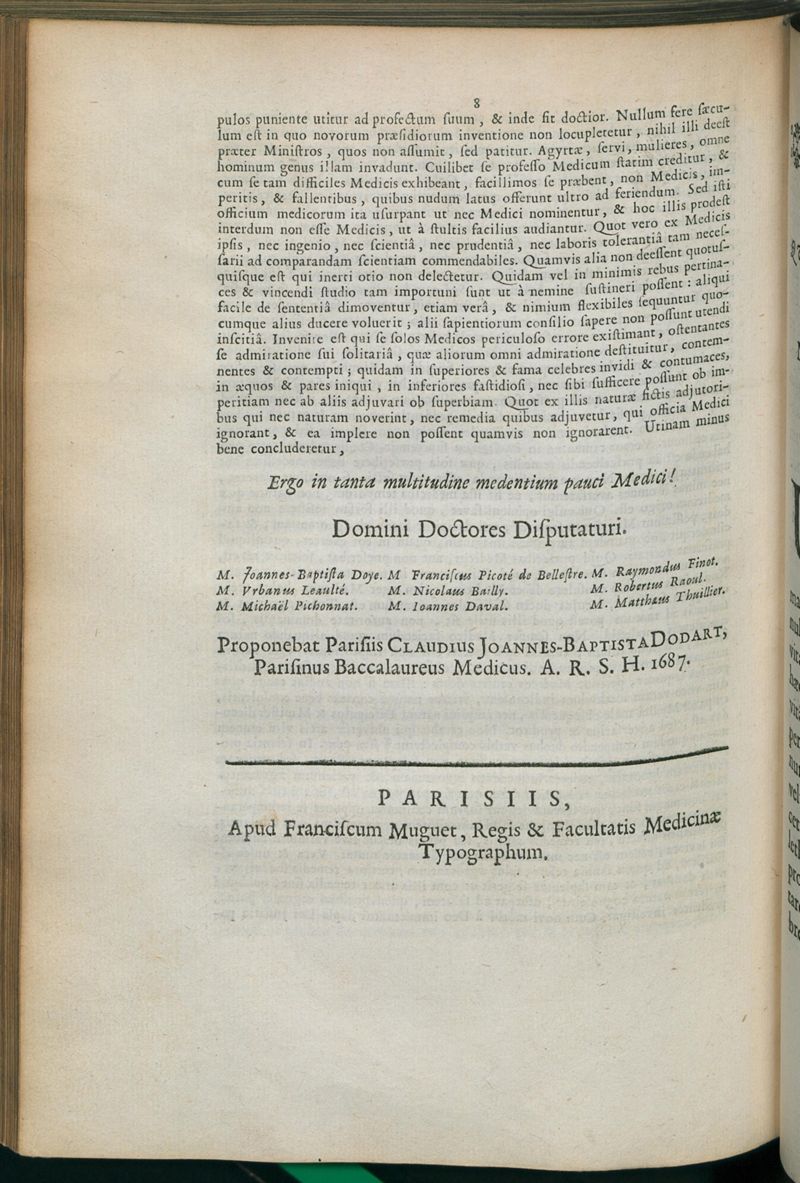 8
pulos puniente utitur ad profectum ſuum, & inde fit doctior. Nullum fere ſæcu-
lum eſt in quo novorum præſidiorum inventione non locupletetur, nihil illi deeſt
præter Miniſtros, quos non aſſumit, ſed patitur. Agyrtæ, ſervi, mulieres, omne
hominum genus illam invadunt. Cuilibet ſe profeſſo Medicum ſtatim creditur, &
cum ſe tam difficiles Medicis exhibeant, facillimos ſe præbent, non Medicis, im-
peritis, & fallentibus, quibus nudum latus offerunt ultro ad feriendum. Sed iſti
officium medicorum ita uſurpant ut nec Medici nominentur, & hoc illis prodeſt
interdum non eſſe Medicis, ut à ſtultis facilius audiantur. Quot vero ex Medicis
ipſis, nec ingenio, nec ſcientiâ, nec prudentiâ, nec laboris tolerantiâ tam neceſ-
ſarii ad comparandam ſcientiam commendabiles. Quamvis alia non deeſſent quotuſ-
quiſque eſt qui inerti otio non delectetur. Quidam vel in minimis rebus pertina-
ces & vincendi ſtudio tam importuni ſunt ut à nemine ſuſtineri poſſent: aliqui
facile de ſententiâ dimoventur, etiam verâ, & nimium flexibiles ſequuntur quo-
cumque alius ducere voluerit; alii ſapientiorum conſilio ſapere non poſſunt utendi
inſcitiâ. Invenire eſt qui ſe ſolos Medicos periculoſo errore exiſtimant, oſtentantes
ſe admiratione ſui ſolitariâ, quæ aliorum omni admiratione deſtituitur, contem-
nentes & contempti; quidam in ſuperiores & fama celebres invidi & contumaces,
in æquos & pares iniqui, in inferiores faſtidioſi, nec ſibi ſufficere poſſunt ob im-
peritiam nec ab aliis adjuvari ob ſuperbiam. Quot ex illis naturæ fictis adjutori-
bus qui nec naturam noverint, nec remedia quibus adjuvetur, qui officia Medici
ignorant, & ea implere non poſſent quamvis non ignorarent. Utinam minus
bene concluderetur,
Ergo in tanta multitudine medentium pauci Medici!
Domini Doctores Diſputaturi.
M. Joannes-Baptiſta Doye. M Franciſcus Picoté de Belleſtre. M. Raymondus Finot.
M. Vrbanus Leaulté. M. Nicolaus Bailly. M. Robertus Raoul.
M. Michaël Pichonnat. M. Ioannes Daval. M. Matthæus Thuillier.
Proponebat Pariſiis CLAUDIUS JOANNES-BAPTISTA DODART,
Pariſinus Baccalaureus Medicus. A. R. S. H. 1687.
PARISIIS,
Apud Franciſcum Muguet, Regis & Facultatis Medicinæ
Typographum.